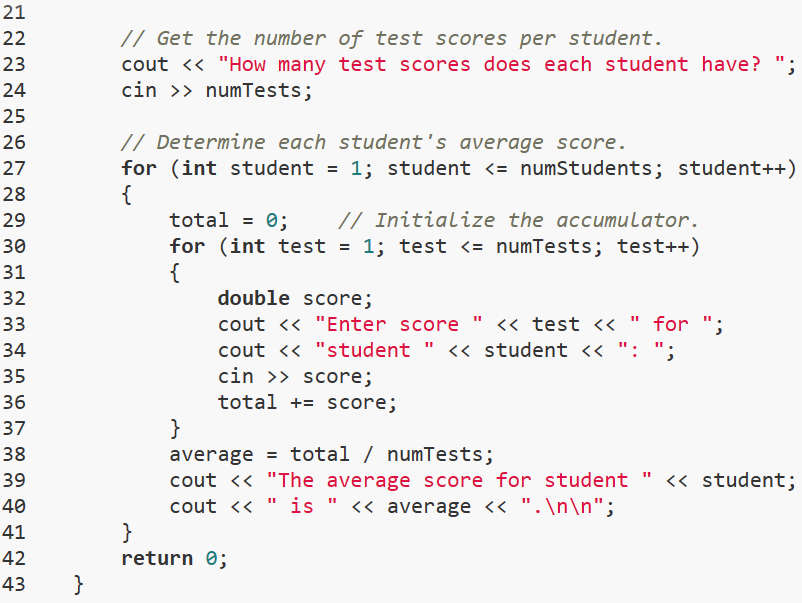 21
22        // Get the number of test scores per student.
23        cout << "How many test scores does each student have? ";
24        cin >> numTests;
25
26        // Determine each student's average score.
27        for (int student = 1; student <= numStudents; student++)
28        {
29            total = 0;    // Initialize the accumulator.
30            for (int test = 1; test <= numTests; test++)
31            {
32                double score;
33                cout << "Enter score " << test << " for ";
34                cout << "student " << student << ": ";
35                cin >> score;
36                total += score;
37            }
38            average = total / numTests;
39            cout << "The average score for student " << student;
40            cout << " is " << average << ".\n\n";
41        }
42        return 0;
43    }